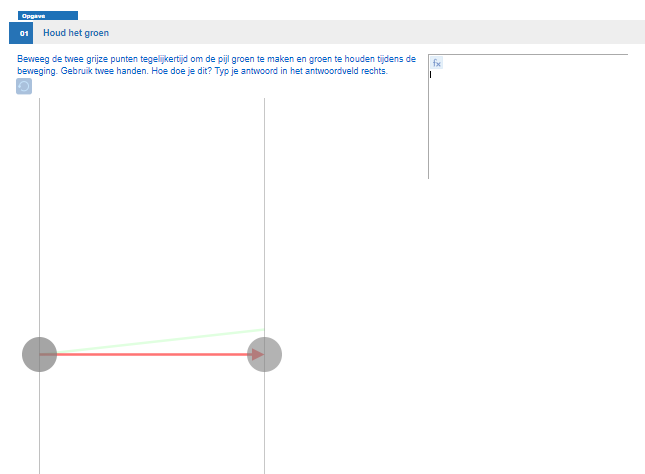 Opgave
01 Houd het groen
Beweeg de twee grijze punten tegelijkertijd om de pijl groen te maken en groen te houden tijdens de
beweging. Gebruik twee handen. Hoe doe je dit? Typ je antwoord in het antwoordveld rechts.
fx